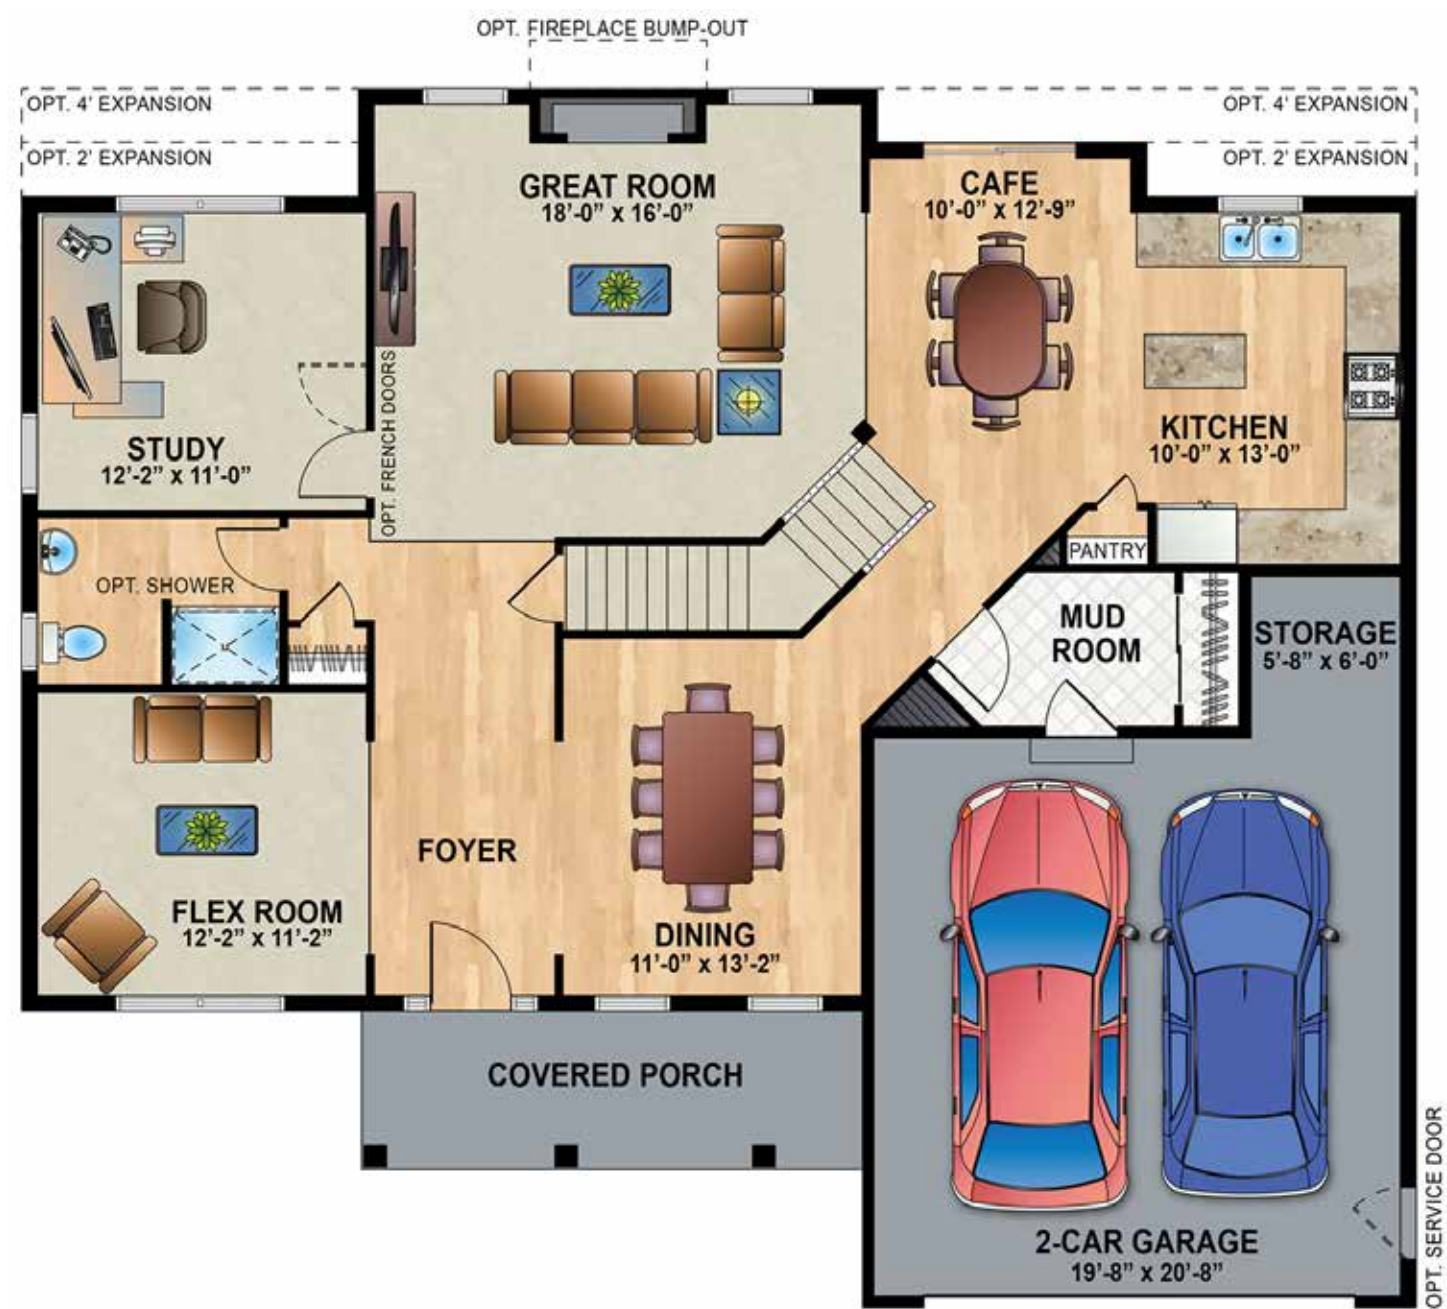 OPT. FIREPLACE BUMP-OUT
OPT. 4' EXPANSION
OPT. 4' EXPANSION
OPT. 2' EXPANSION
OPT. 2' EXPANSION
GREAT ROOM
18'-0" x 16'-0"
CAFE
10'-0" x 12'-9"
STUDY
12'-2" x 11'-0"
OPT. FRENCH DOORS
KITCHEN
10'-0" x 13'-0"
PANTRY
OPT. SHOWER
MUD
ROOM
STORAGE
5'-8" x 6'-0"
FOYER
FLEX ROOM
12'-2" x 11'-2"
DINING
11'-0" x 13'-2"
COVERED PORCH
2-CAR GARAGE
19'-8" x 20'-8"
OPT. SERVICE DOOR